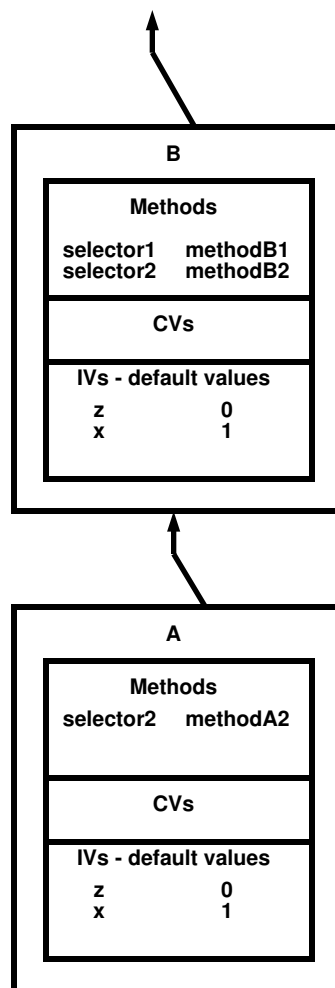 B
Methods
selector1 methodB1
selector2 methodB2
CVs
IVs - default values
z 0
x 1
A
Methods
selector2 methodA2
CVs
IVs - default values
z 0
x 1